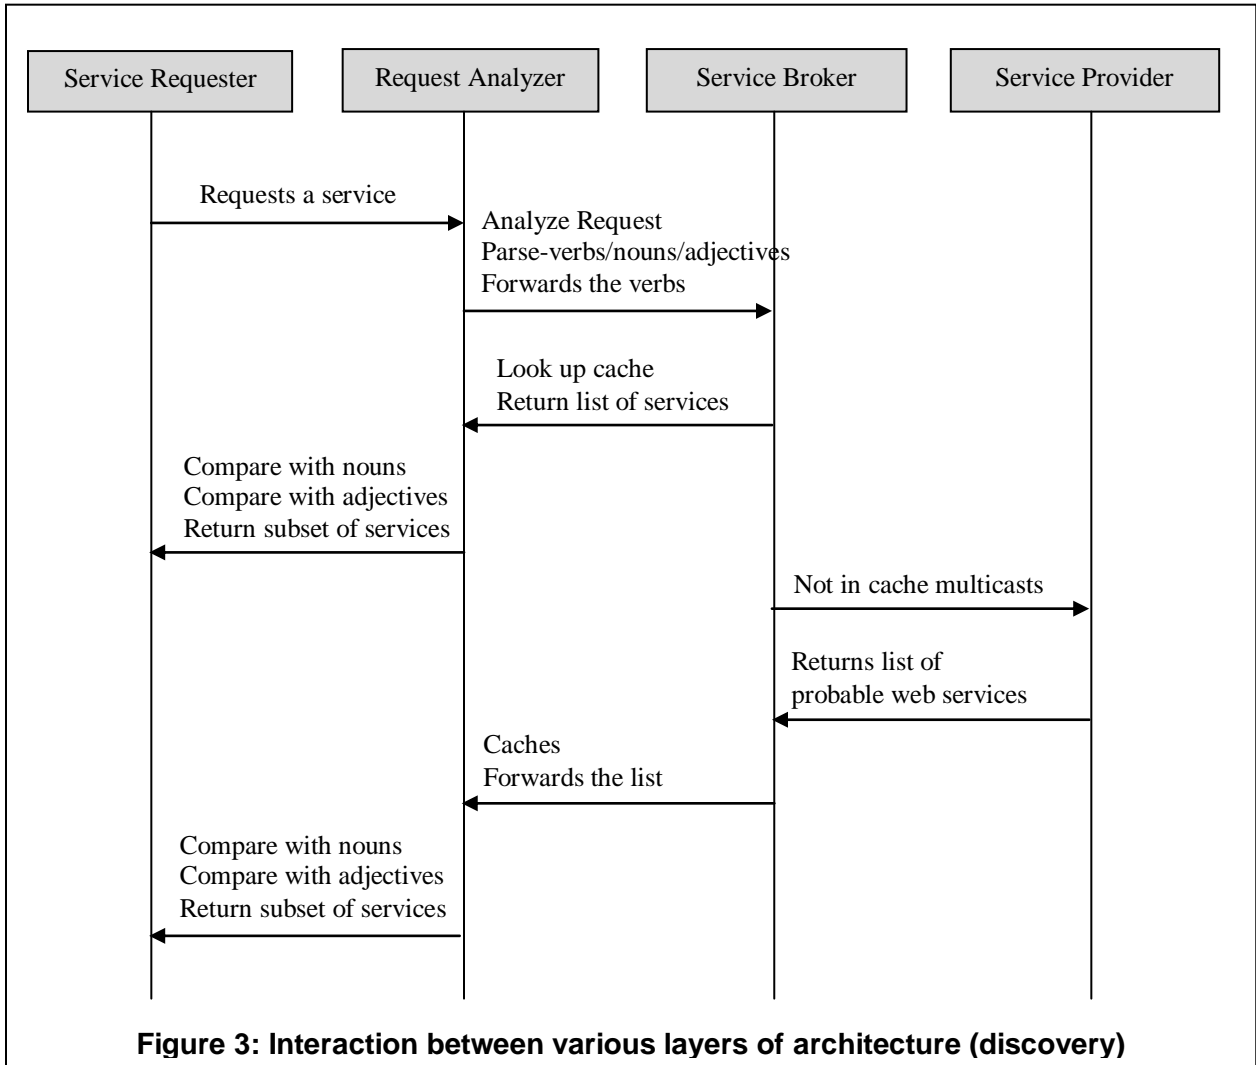 Service Requester
Request Analyzer
Service Broker
Service Provider
Requests a service
Analyze Request
Parse-verbs/nouns/adjectives
Forwards the verbs
Look up cache
Return list of services
Compare with nouns
Compare with adjectives
Return subset of services
Not in cache multicasts
Returns list of
probable web services
Caches
Forwards the list
Compare with nouns
Compare with adjectives
Return subset of services
Figure 3: Interaction between various layers of architecture (discovery)